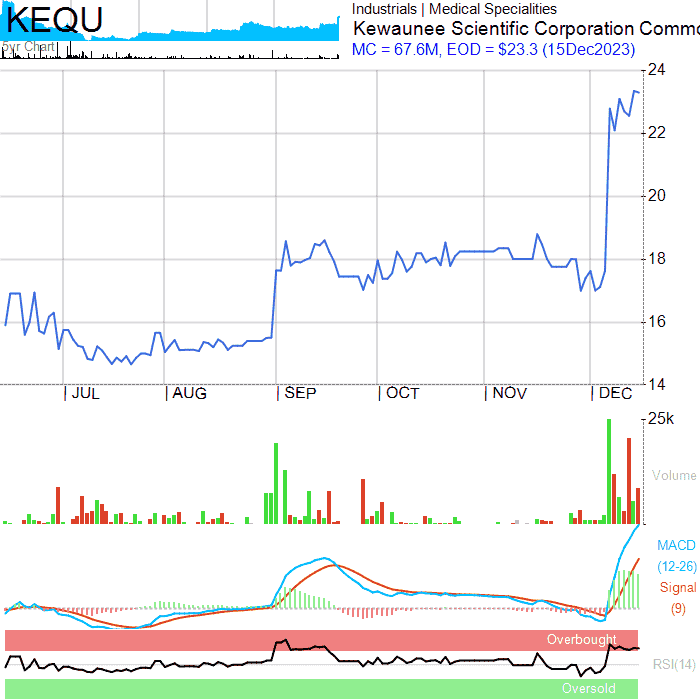 KEQU
5yr Chart
Industrials | Medical Specialities
Kewaunee Scientific Corporation Commo
MC = 67.6M, EOD = $23.3 (15Dec2023)
24
22
20
18
16
14
JUL AUG SEP OCT NOV DEC
25k
Volume
MACD
(12-26)
Signal
(9)
Overbought
RSI(14)
Oversold